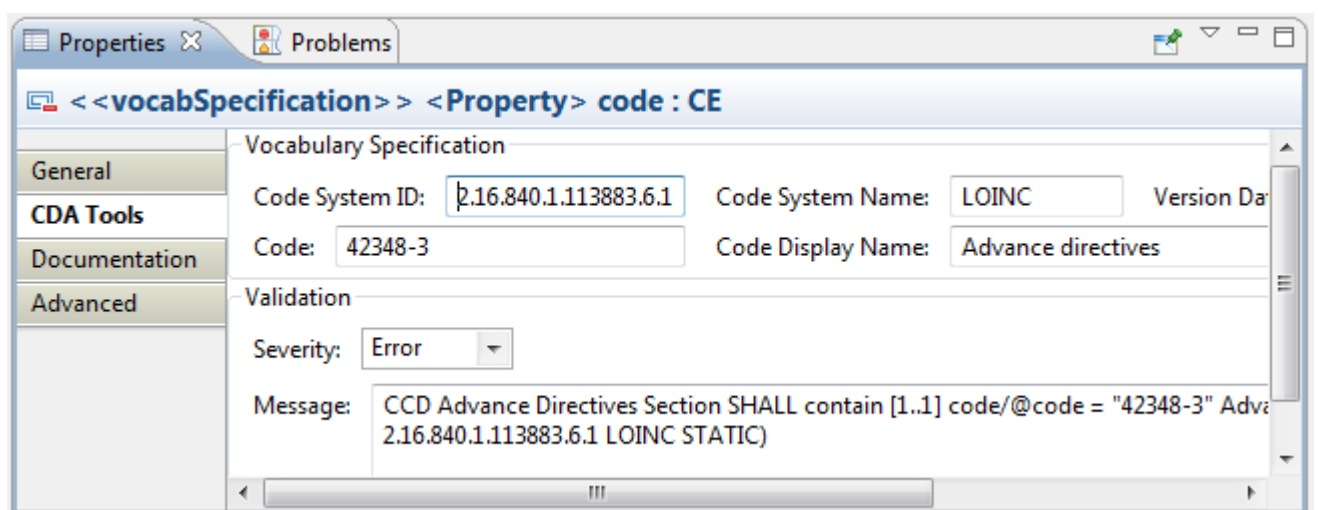 Properties Problems
<<vocabSpecification>> <Property> code : CE
General
CDA Tools
Documentation
Advanced
Vocabulary Specification
Code System ID: 2.16.840.1.113883.6.1 Code System Name: LOINC Version Dat
Code: 42348-3 Code Display Name: Advance directives
Validation
Severity: Error
Message: CCD Advance Directives Section SHALL contain [1..1] code/@code = "42348-3" Adva
2.16.840.1.113883.6.1 LOINC STATIC)